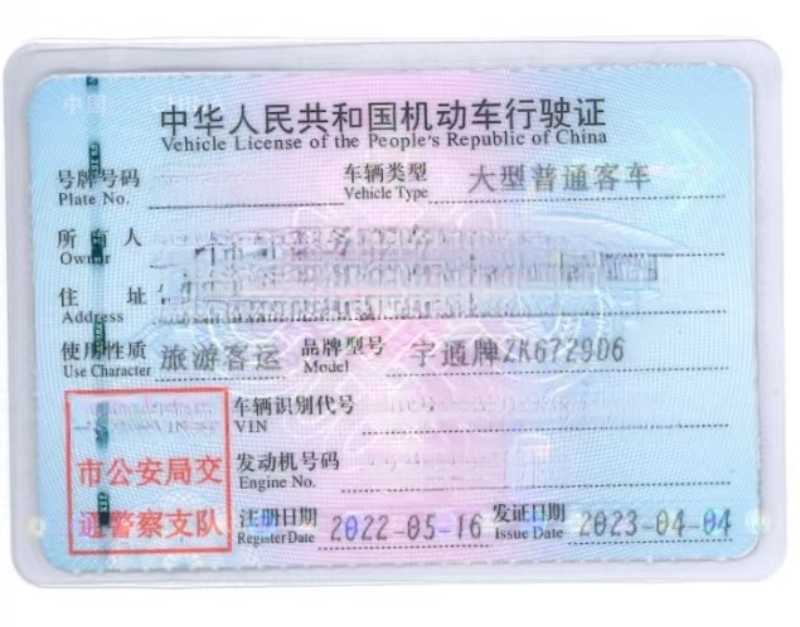 中华人民共和国机动车行驶证
Vehicle License of the People's Republic of China
号牌号码 车辆类型 大型普通客车
Plate No. Vehicle Type
所有人
Owner
住 址
Address
使用性质 旅游客运 品牌型号 宇通牌ZK6729D6
Use Character Model
车辆识别代号
VIN
市公安局交
通警察支队
发动机号码
Engine No.
注册日期 2022-05-16 发证日期 2023-04-04
Register Date Issue Date